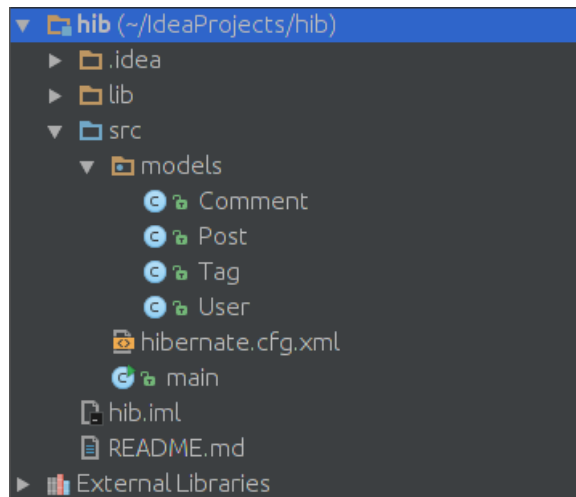 hib (~/IdeaProjects/hib)
.idea
lib
src
models
Comment
Post
Tag
User
hibernate.cfg.xml
main
hib.iml
README.md
External Libraries